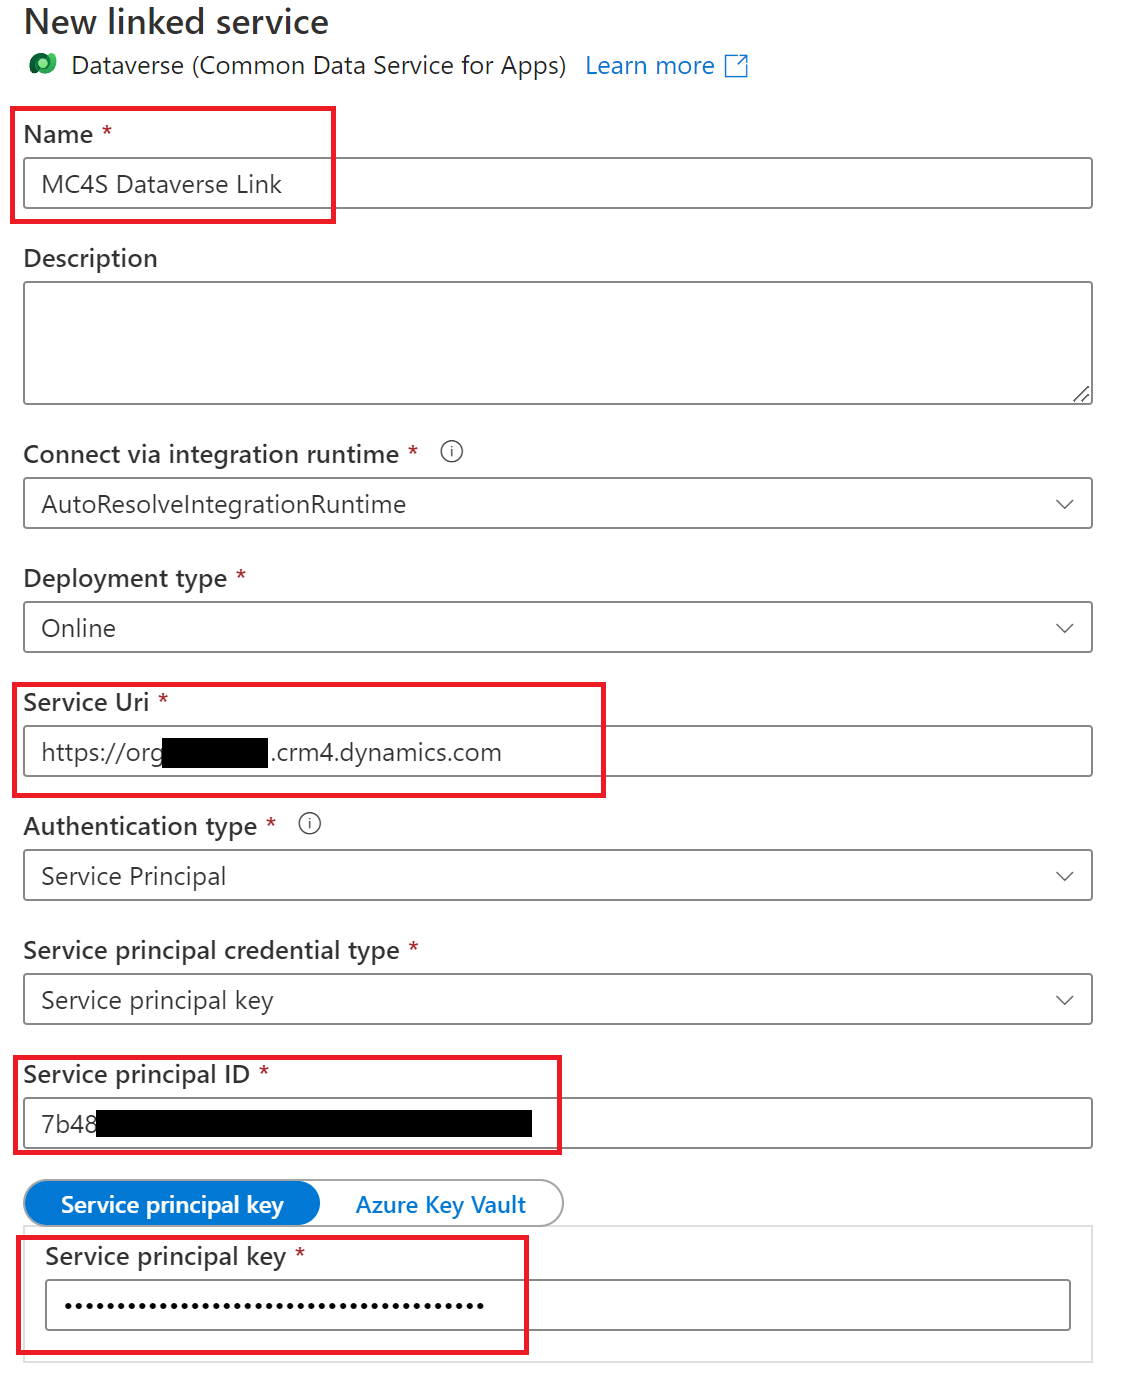 New linked service
Dataverse (Common Data Service for Apps) Learn more
Name *
MC4S Dataverse Link
Description
Connect via integration runtime *
AutoResolveIntegrationRuntime
Deployment type *
Online
Service Uri *
https://org .crm4.dynamics.com
Authentication type *
Service Principal
Service principal credential type *
Service principal key
Service principal ID *
7b48
Service principal key Azure Key Vault
Service principal key *
••••••••••••••••••••••••••••••••••••••••